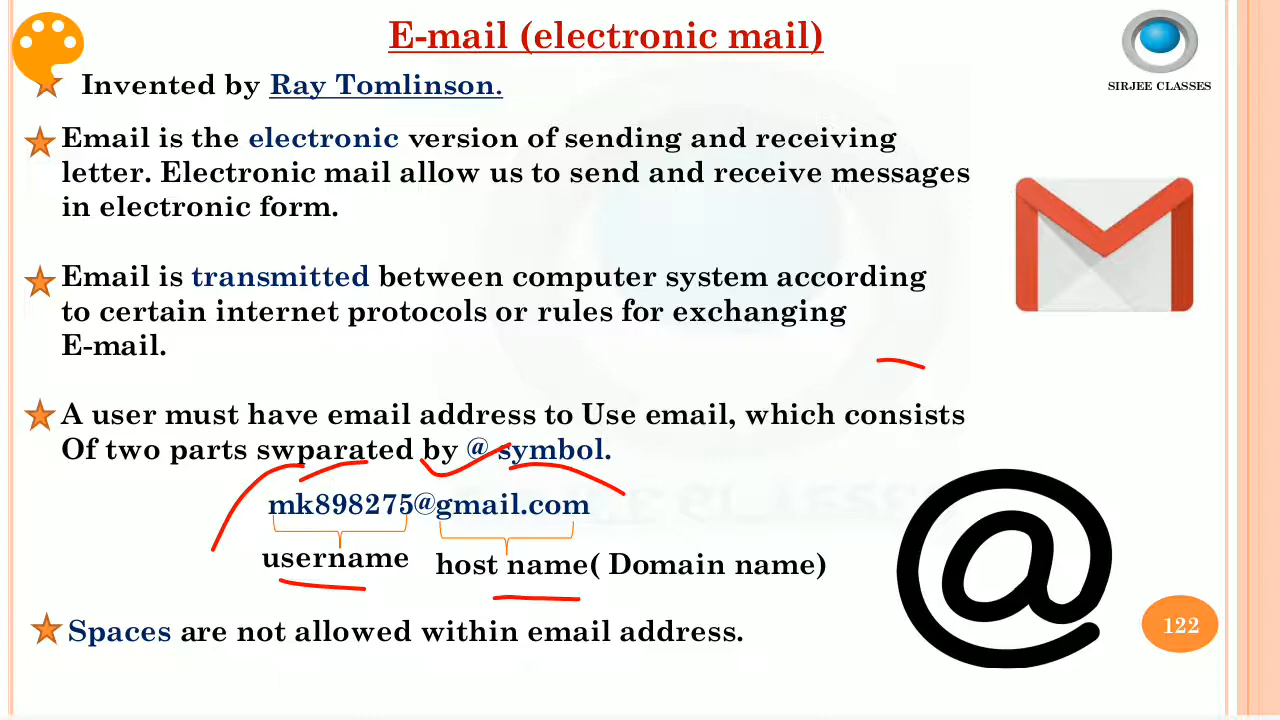 E-mail (electronic mail)
SIRJEE CLASSES
Invented by Ray Tomlinson.
Email is the electronic version of sending and receiving
letter. Electronic mail allow us to send and receive messages
in electronic form.
Email is transmitted between computer system according
to certain internet protocols or rules for exchanging
E-mail.
A user must have email address to Use email, which consists
Of two parts swparated by @ symbol.
mk898275@gmail.com
username host name( Domain name)
Spaces are not allowed within email address.
122